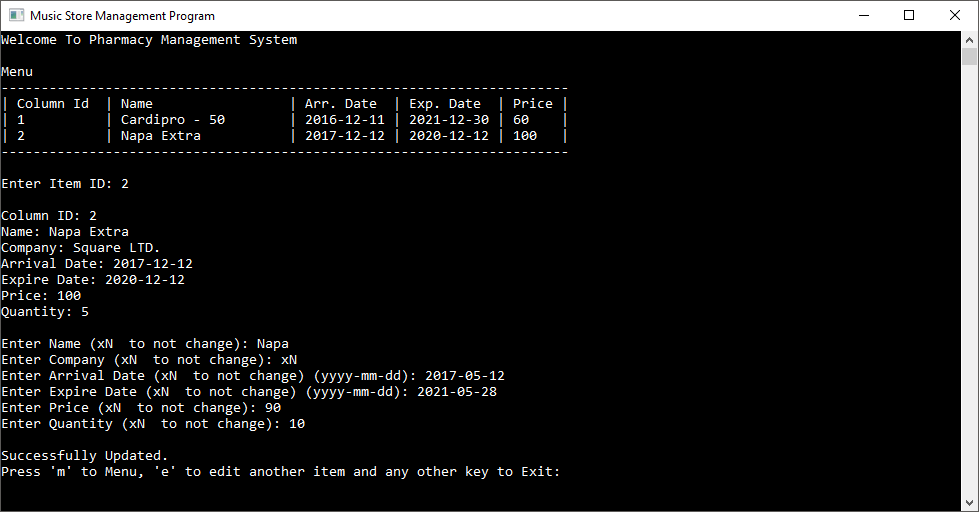 Music Store Management Program
Welcome To Pharmacy Management System
Menu
-----------------------------------------------------------------------
| Column Id  | Name                 | Arr. Date  | Exp. Date  | Price |
| 1          | Cardipro - 50        | 2016-12-11 | 2021-12-30 | 60    |
| 2          | Napa Extra           | 2017-12-12 | 2020-12-12 | 100   |
-----------------------------------------------------------------------
Enter Item ID: 2
Column ID: 2
Name: Napa Extra
Company: Square LTD.
Arrival Date: 2017-12-12
Expire Date: 2020-12-12
Price: 100
Quantity: 5
Enter Name (xN  to not change): Napa
Enter Company (xN  to not change): xN
Enter Arrival Date (xN  to not change) (yyyy-mm-dd): 2017-05-12
Enter Expire Date (xN  to not change) (yyyy-mm-dd): 2021-05-28
Enter Price (xN  to not change): 90
Enter Quantity (xN  to not change): 10
Successfully Updated.
Press 'm' to Menu, 'e' to edit another item and any other key to Exit: